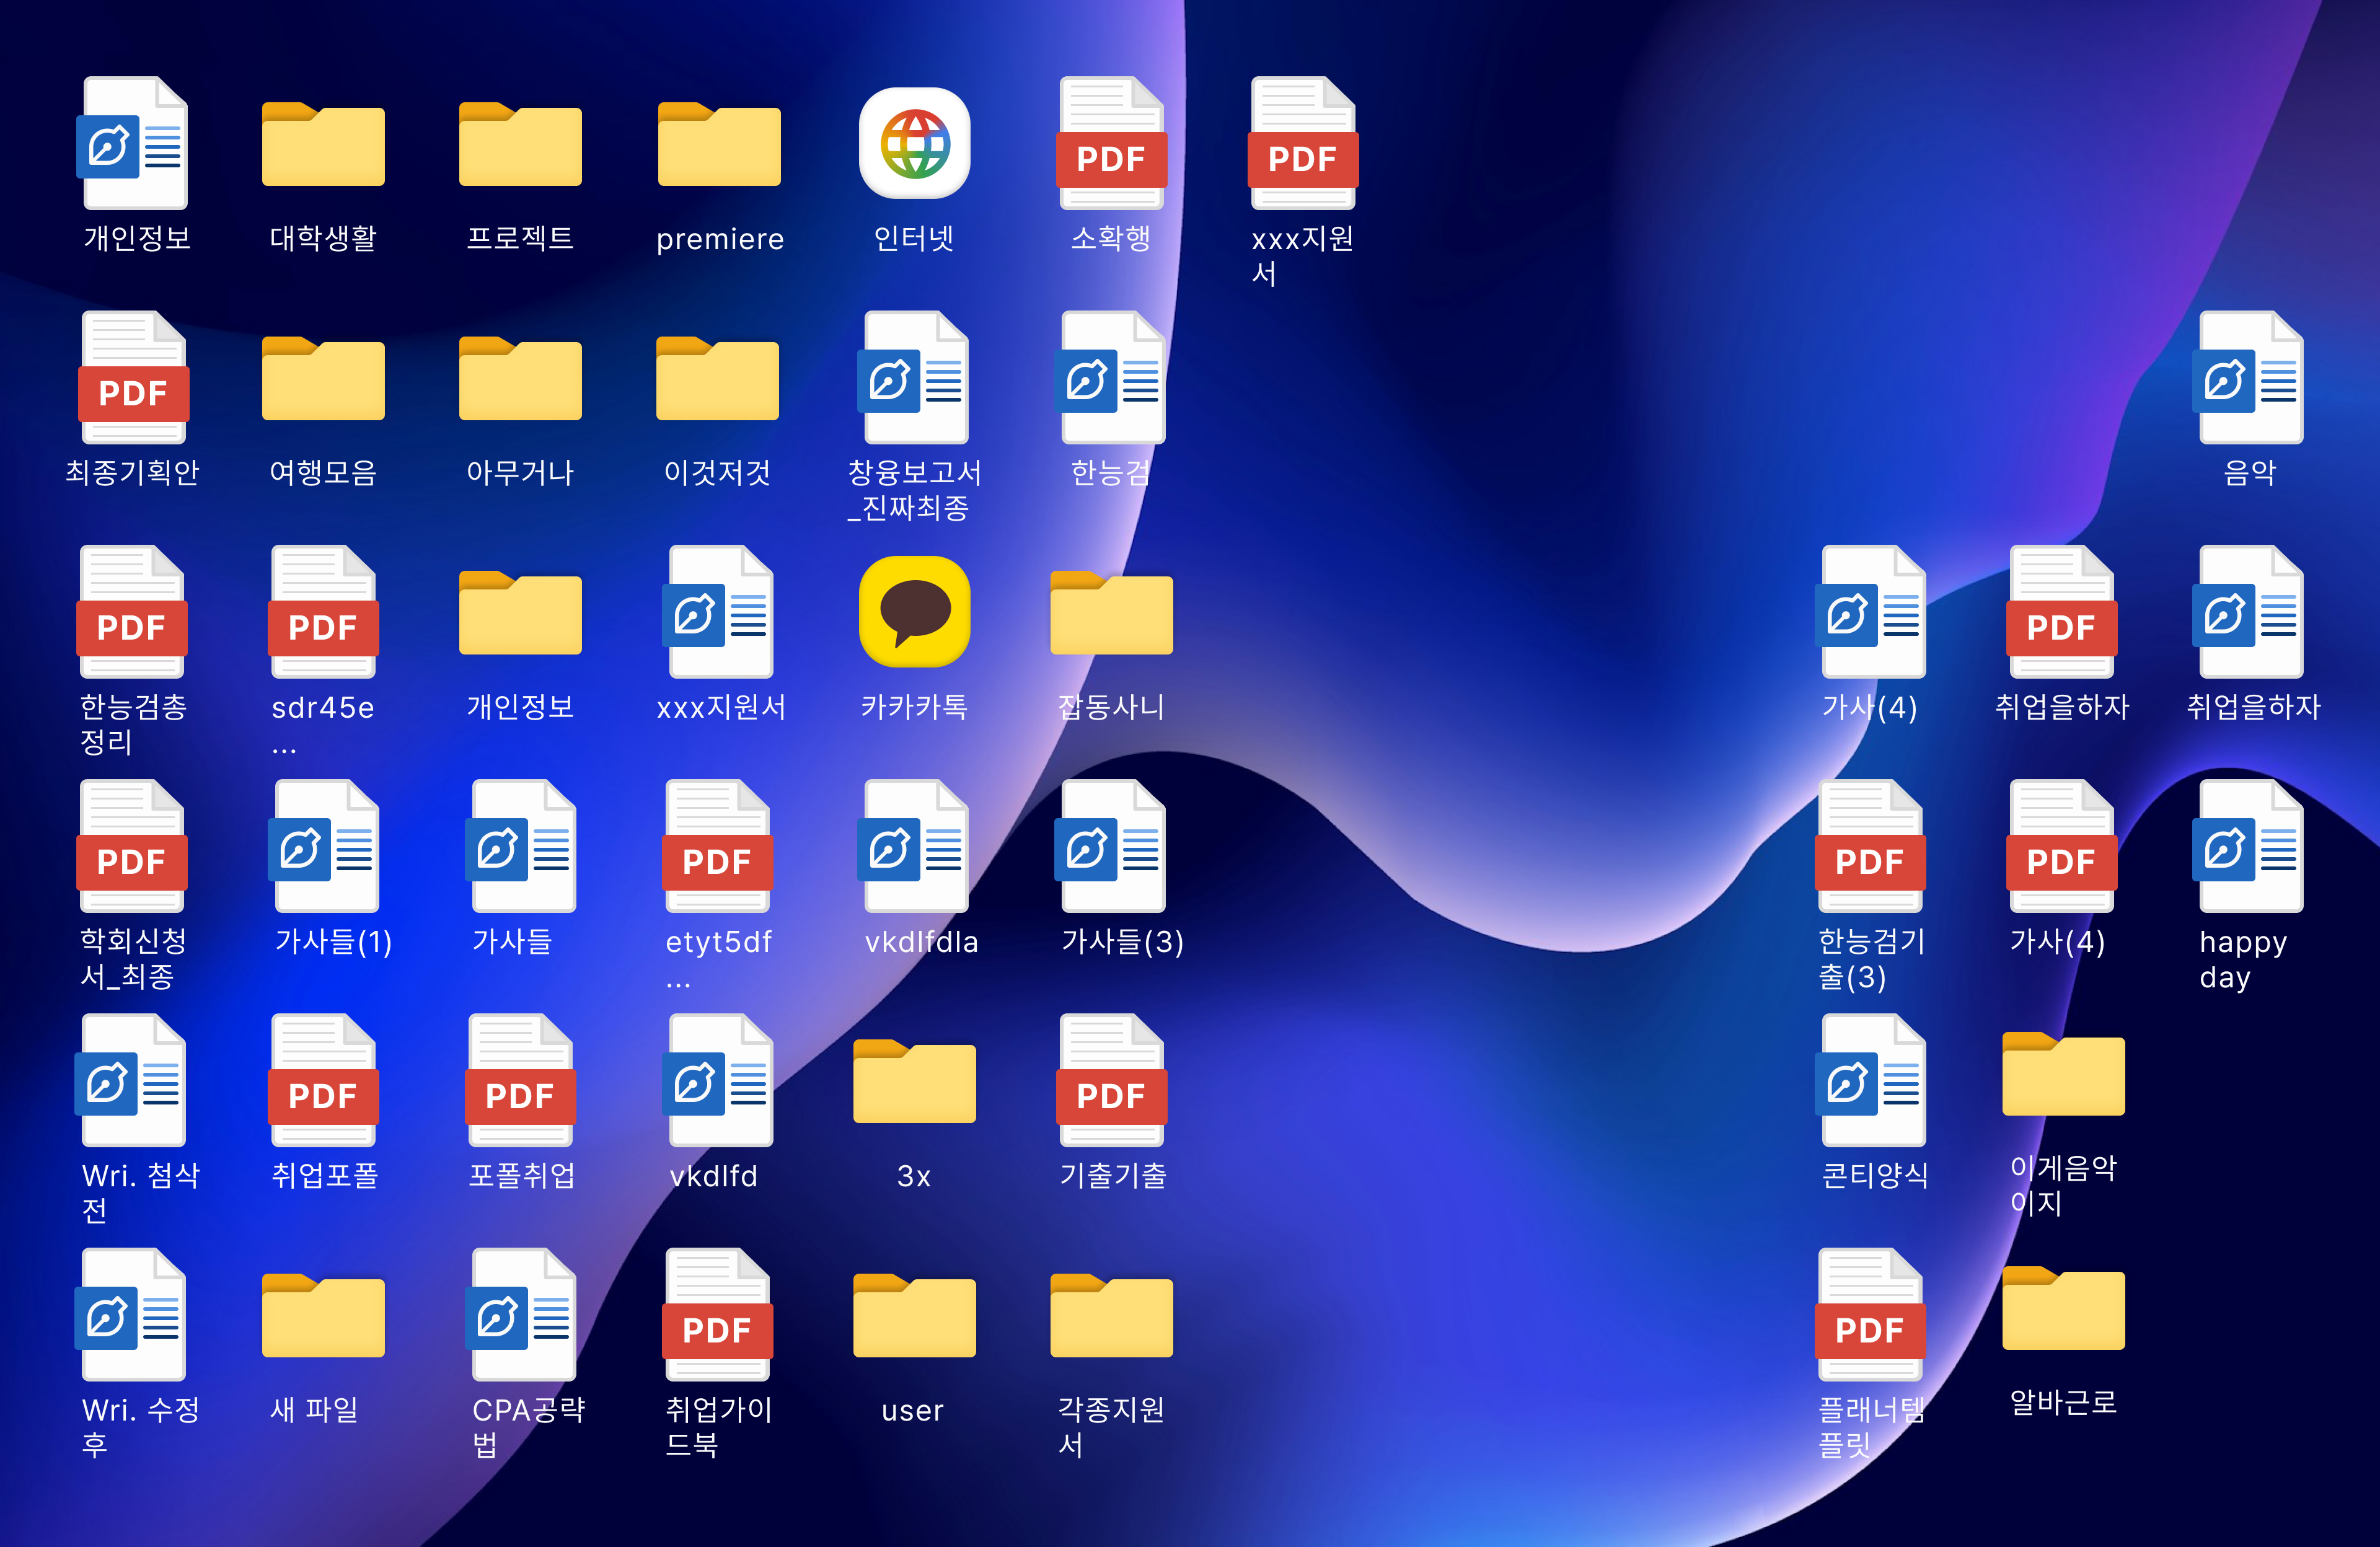 개인정보
대학생활
프로젝트
premiere
인터넷
PDF
소확행
PDF
xxx지원
서
PDF
최종기획안
여행모음
아무거나
이것저것
창융보고서
_진짜최종
한능검
음악
PDF
한능검총
정리
PDF
sdr45e
...
개인정보
xxx지원서
카카카톡
잡동사니
가사(4)
PDF
취업을하자
취업을하자
PDF
학회신청
서_최종
가사들(1)
가사들
PDF
etyt5df
...
vkdlfdla
가사들(3)
PDF
한능검기
출(3)
PDF
가사(4)
happy
day
Wri. 첨삭
전
PDF
취업포폴
PDF
포폴취업
vkdlfd
3x
PDF
기출기출
콘티양식
이게음악
이지
Wri. 수정
후
새 파일
CPA공략
법
PDF
취업가이
드북
user
각종지원
서
PDF
플래너템
플릿
알바근로